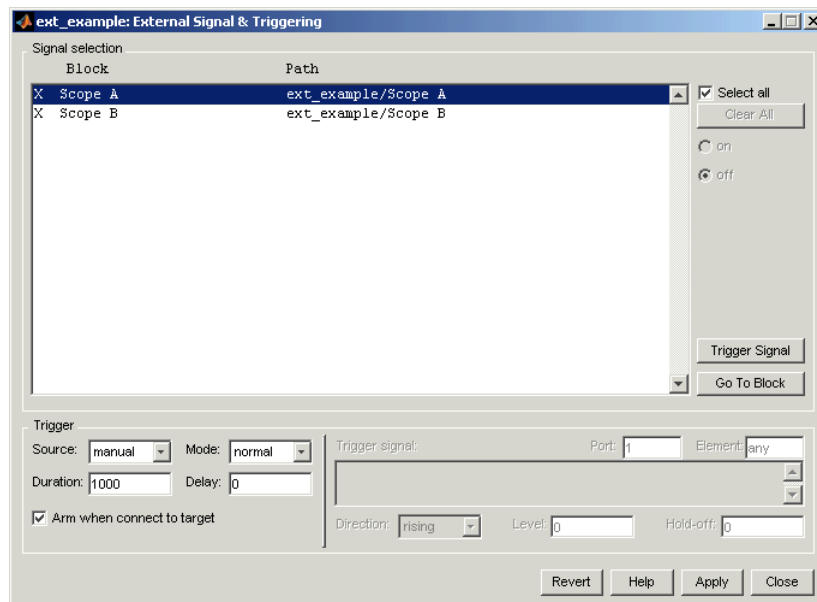 ext_example: External Signal & Triggering
Signal selection
Block Path
X Scope A ext_example/Scope A
X Scope B ext_example/Scope B
Select all
Clear All
on
off
Trigger Signal
Go To Block
Trigger
Source: manual Mode: normal
Duration: 1000 Delay: 0
Arm when connect to target
Trigger signal: Port: 1 Element: any
Direction: rising Level: 0 Hold-off: 0
Revert Help Apply Close